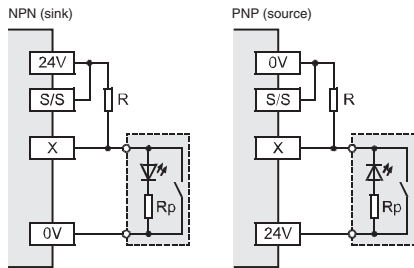 NPN (sink)
24V
S/S
R
X
Rp
0V
PNP (source)
0V
S/S
R
X
Rp
24V